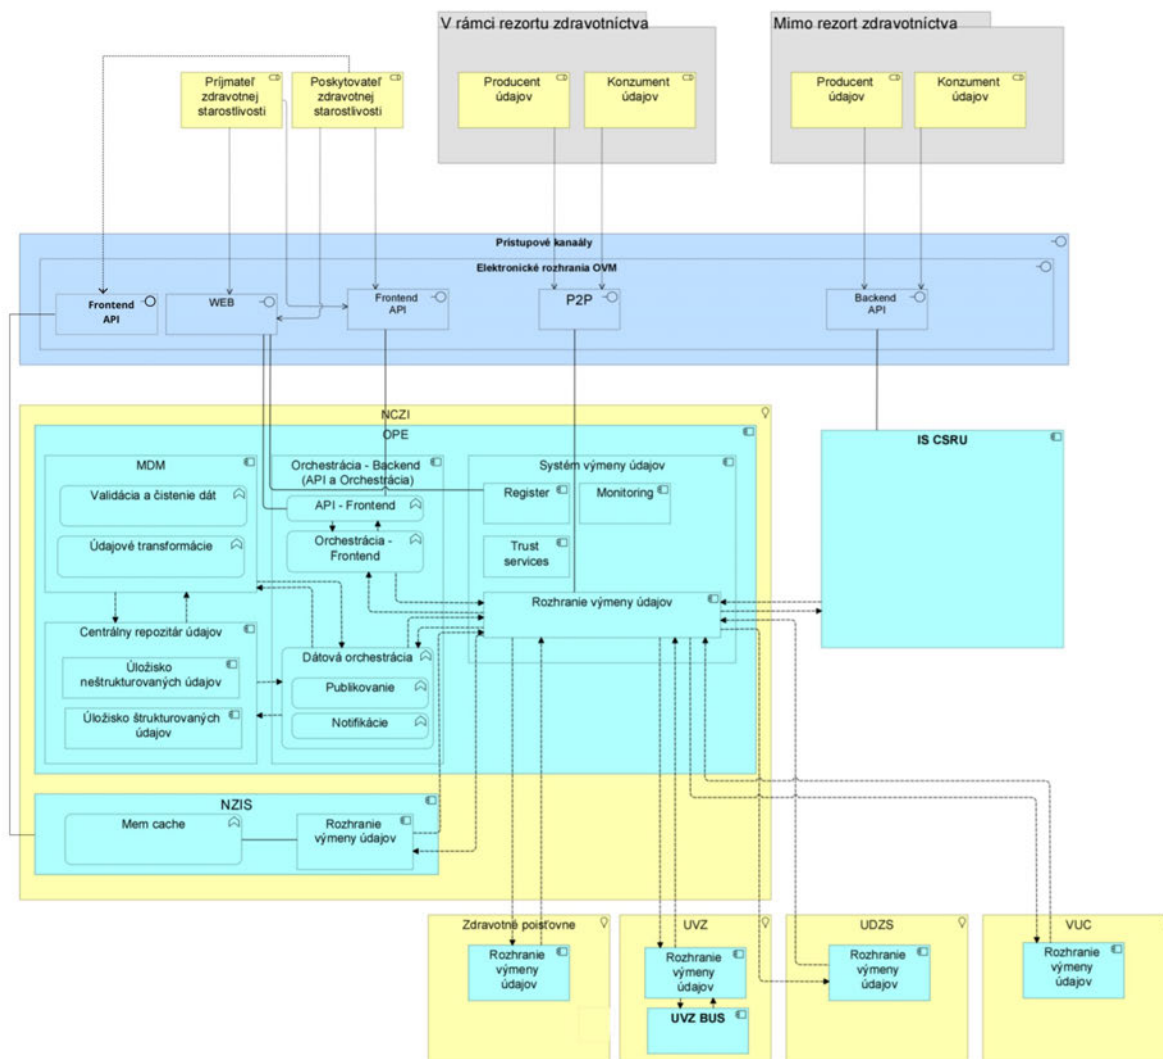 V rámci rezortu zdravotníctva
Mimo rezort zdravotníctva
Príjmateľ
zdravotnej
starostlivosti
Poskytovateľ
zdravotnej
starostlivosti
Producent
údajov
Konzument
údajov
Producent
údajov
Konzument
údajov
Prístupové kanaály
Elektronické rozhrania OVM
Frontend
API
WEB
Frontend
API
P2P
Backend
API
NCZI
OPE
IS CSRU
MDM
Validácia a čistenie dát
Údajové transformácie
Orchestrácia - Backend
(API a Orchestrácia)
API - Frontend
Orchestrácia -
Frontend
Systém výmeny údajov
Register
Monitoring
Trust
services
Rozhranie výmeny údajov
Centrálny repozitár údajov
Úložisko
neštrukturovaných údajov
Úložisko štrukturovaných
údajov
Dátová orchestrácia
Publikovanie
Notifikácie
NZIS
Mem cache
Rozhranie
výmeny údajov
Zdravotné poisťovne
Rozhranie
výmeny
údajov
UVZ
Rozhranie
výmeny
údajov
UVZ BUS
UDZS
Rozhranie
výmeny
údajov
VUC
Rozhranie
výmeny
údajov